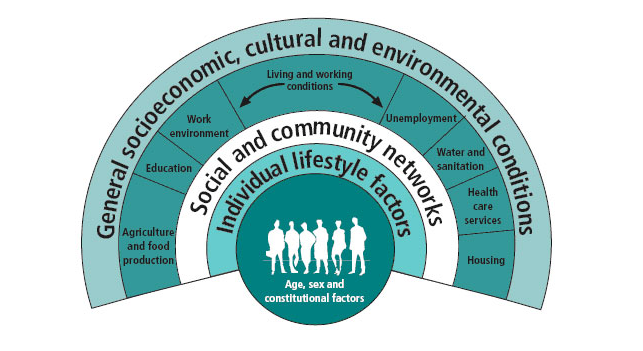 General socioeconomic, cultural and environmental conditions
Living and working
conditions
Work
environment
Unemployment
Education
Water and
sanitation
Agriculture
and food
production
Health
care
services
Housing
Social and community networks
Individual lifestyle factors
Age, sex and
constitutional factors